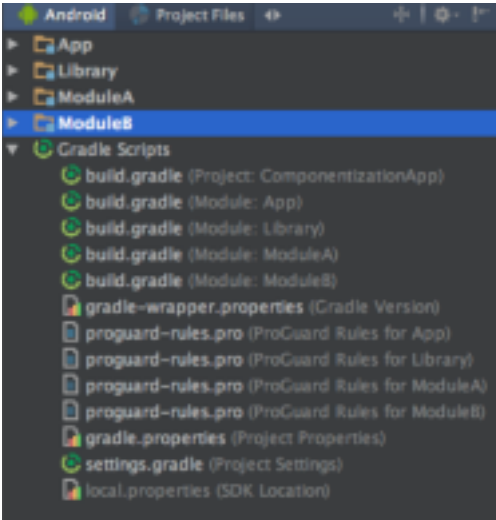 Android Project Files
App
Library
ModuleA
ModuleB
Gradle Scripts
build.gradle (Project: ComponentizationApp)
build.gradle (Module: App)
build.gradle (Module: Library)
build.gradle (Module: ModuleA)
build.gradle (Module: ModuleB)
gradle-wrapper.properties (Gradle Version)
proguard-rules.pro (ProGuard Rules for App)
proguard-rules.pro (ProGuard Rules for Library)
proguard-rules.pro (ProGuard Rules for ModuleA)
proguard-rules.pro (ProGuard Rules for ModuleB)
gradle.properties (Project Properties)
settings.gradle (Project Settings)
local.properties (SDK Location)